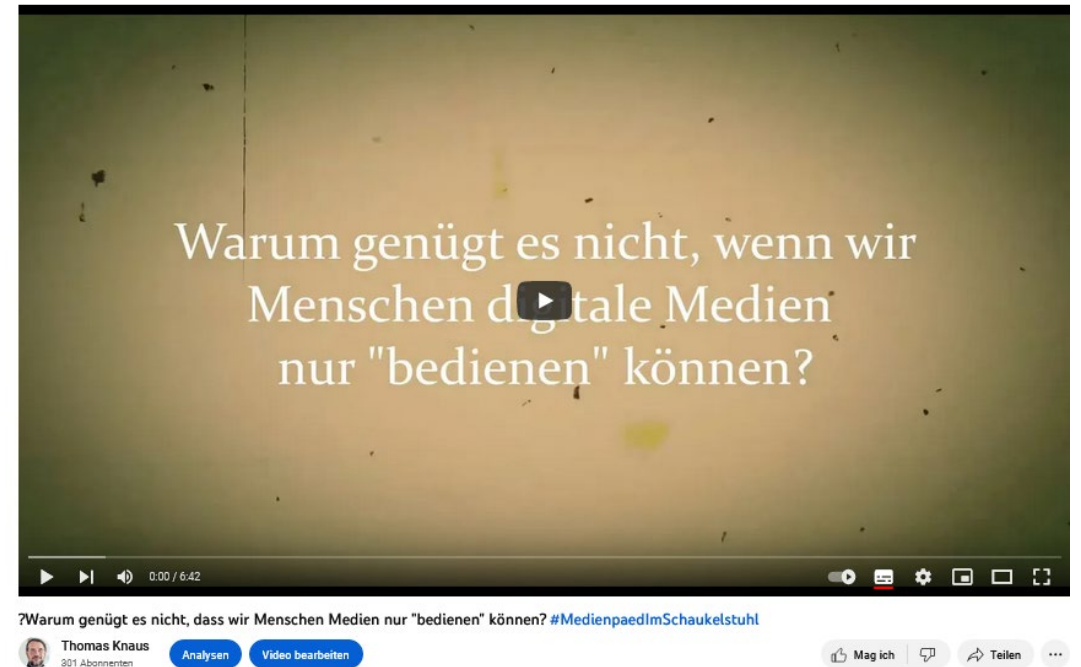 Warum genügt es nicht, wenn wir
Menschen digitale Medien
nur "bedienen" können?
0:00 / 6:42
?Warum genügt es nicht, dass wir Menschen Medien nur "bedienen" können? #MedienpaedImSchaukelstuhl
Thomas Knaus
301 Abonnenten
Analysen
Video bearbeiten
Mag ich
Teilen